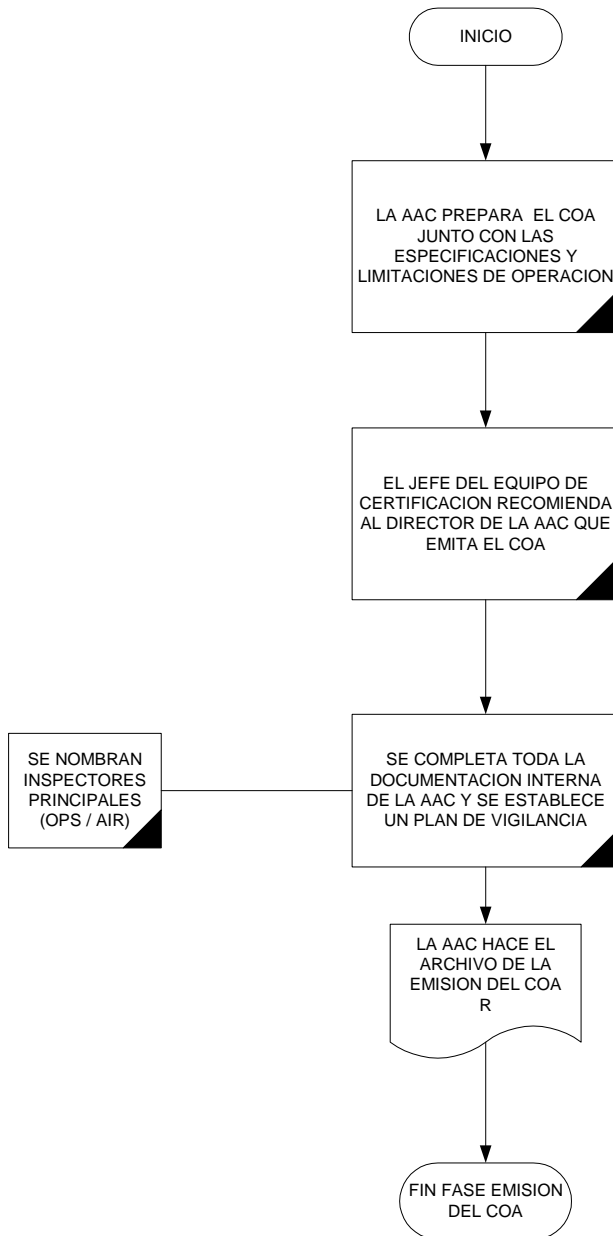 INICIO
LA AAC PREPARA EL COA
JUNTO CON LAS
ESPECIFICACIONES Y
LIMITACIONES DE OPERACION
EL JEFE DEL EQUIPO DE
CERTIFICACION RECOMIENDA
AL DIRECTOR DE LA AAC QUE
EMITA EL COA
SE NOMBRAN
INSPECTORES
PRINCIPALES
(OPS / AIR)
SE COMPLETA TODA LA
DOCUMENTACION INTERNA
DE LA AAC Y SE ESTABLECE
UN PLAN DE VIGILANCIA
LA AAC HACE EL
ARCHIVO DE LA
EMISION DEL COA
R
FIN FASE EMISION
DEL COA